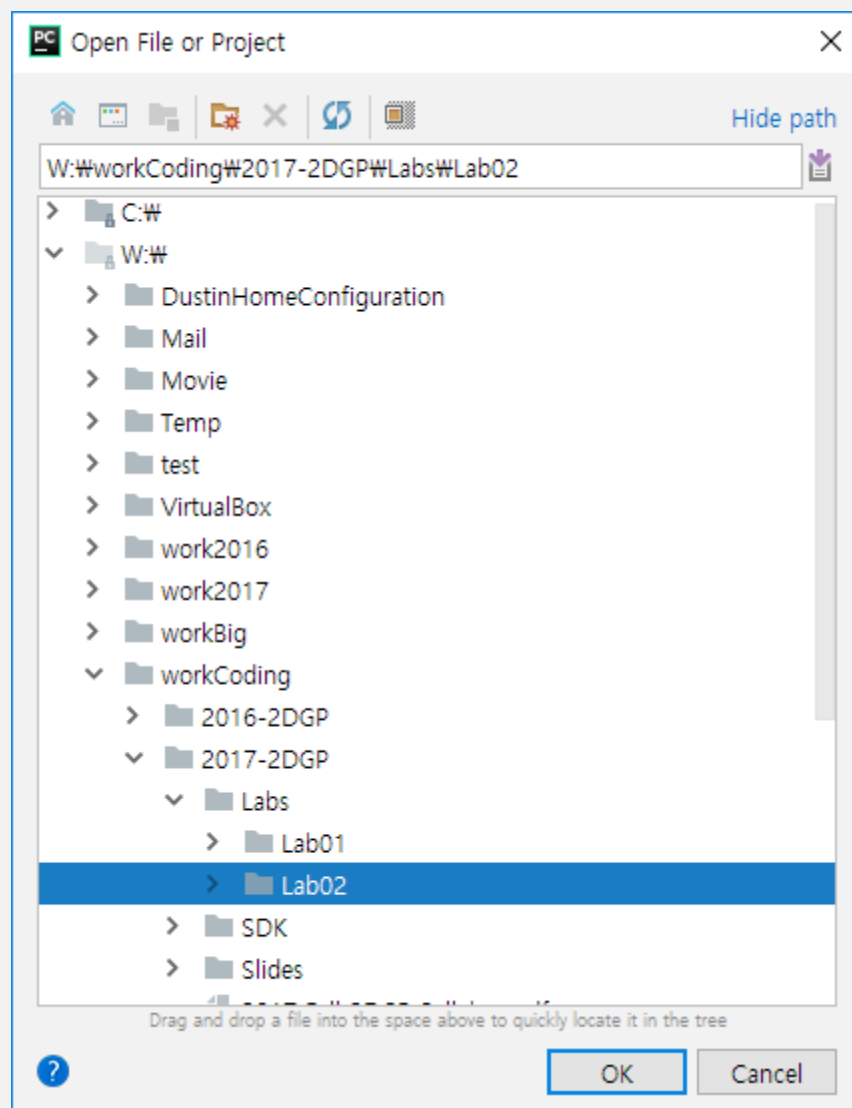 PC Open File or Project
Hide path
W:₩workCoding₩2017-2DGP₩Labs₩Lab02
C:₩
W:₩
DustinHomeConfiguration
Mail
Movie
Temp
test
VirtualBox
work2016
work2017
workBig
workCoding
2016-2DGP
2017-2DGP
Labs
Lab01
Lab02
SDK
Slides
Drag and drop a file into the space above to quickly locate it in the tree
? OK Cancel